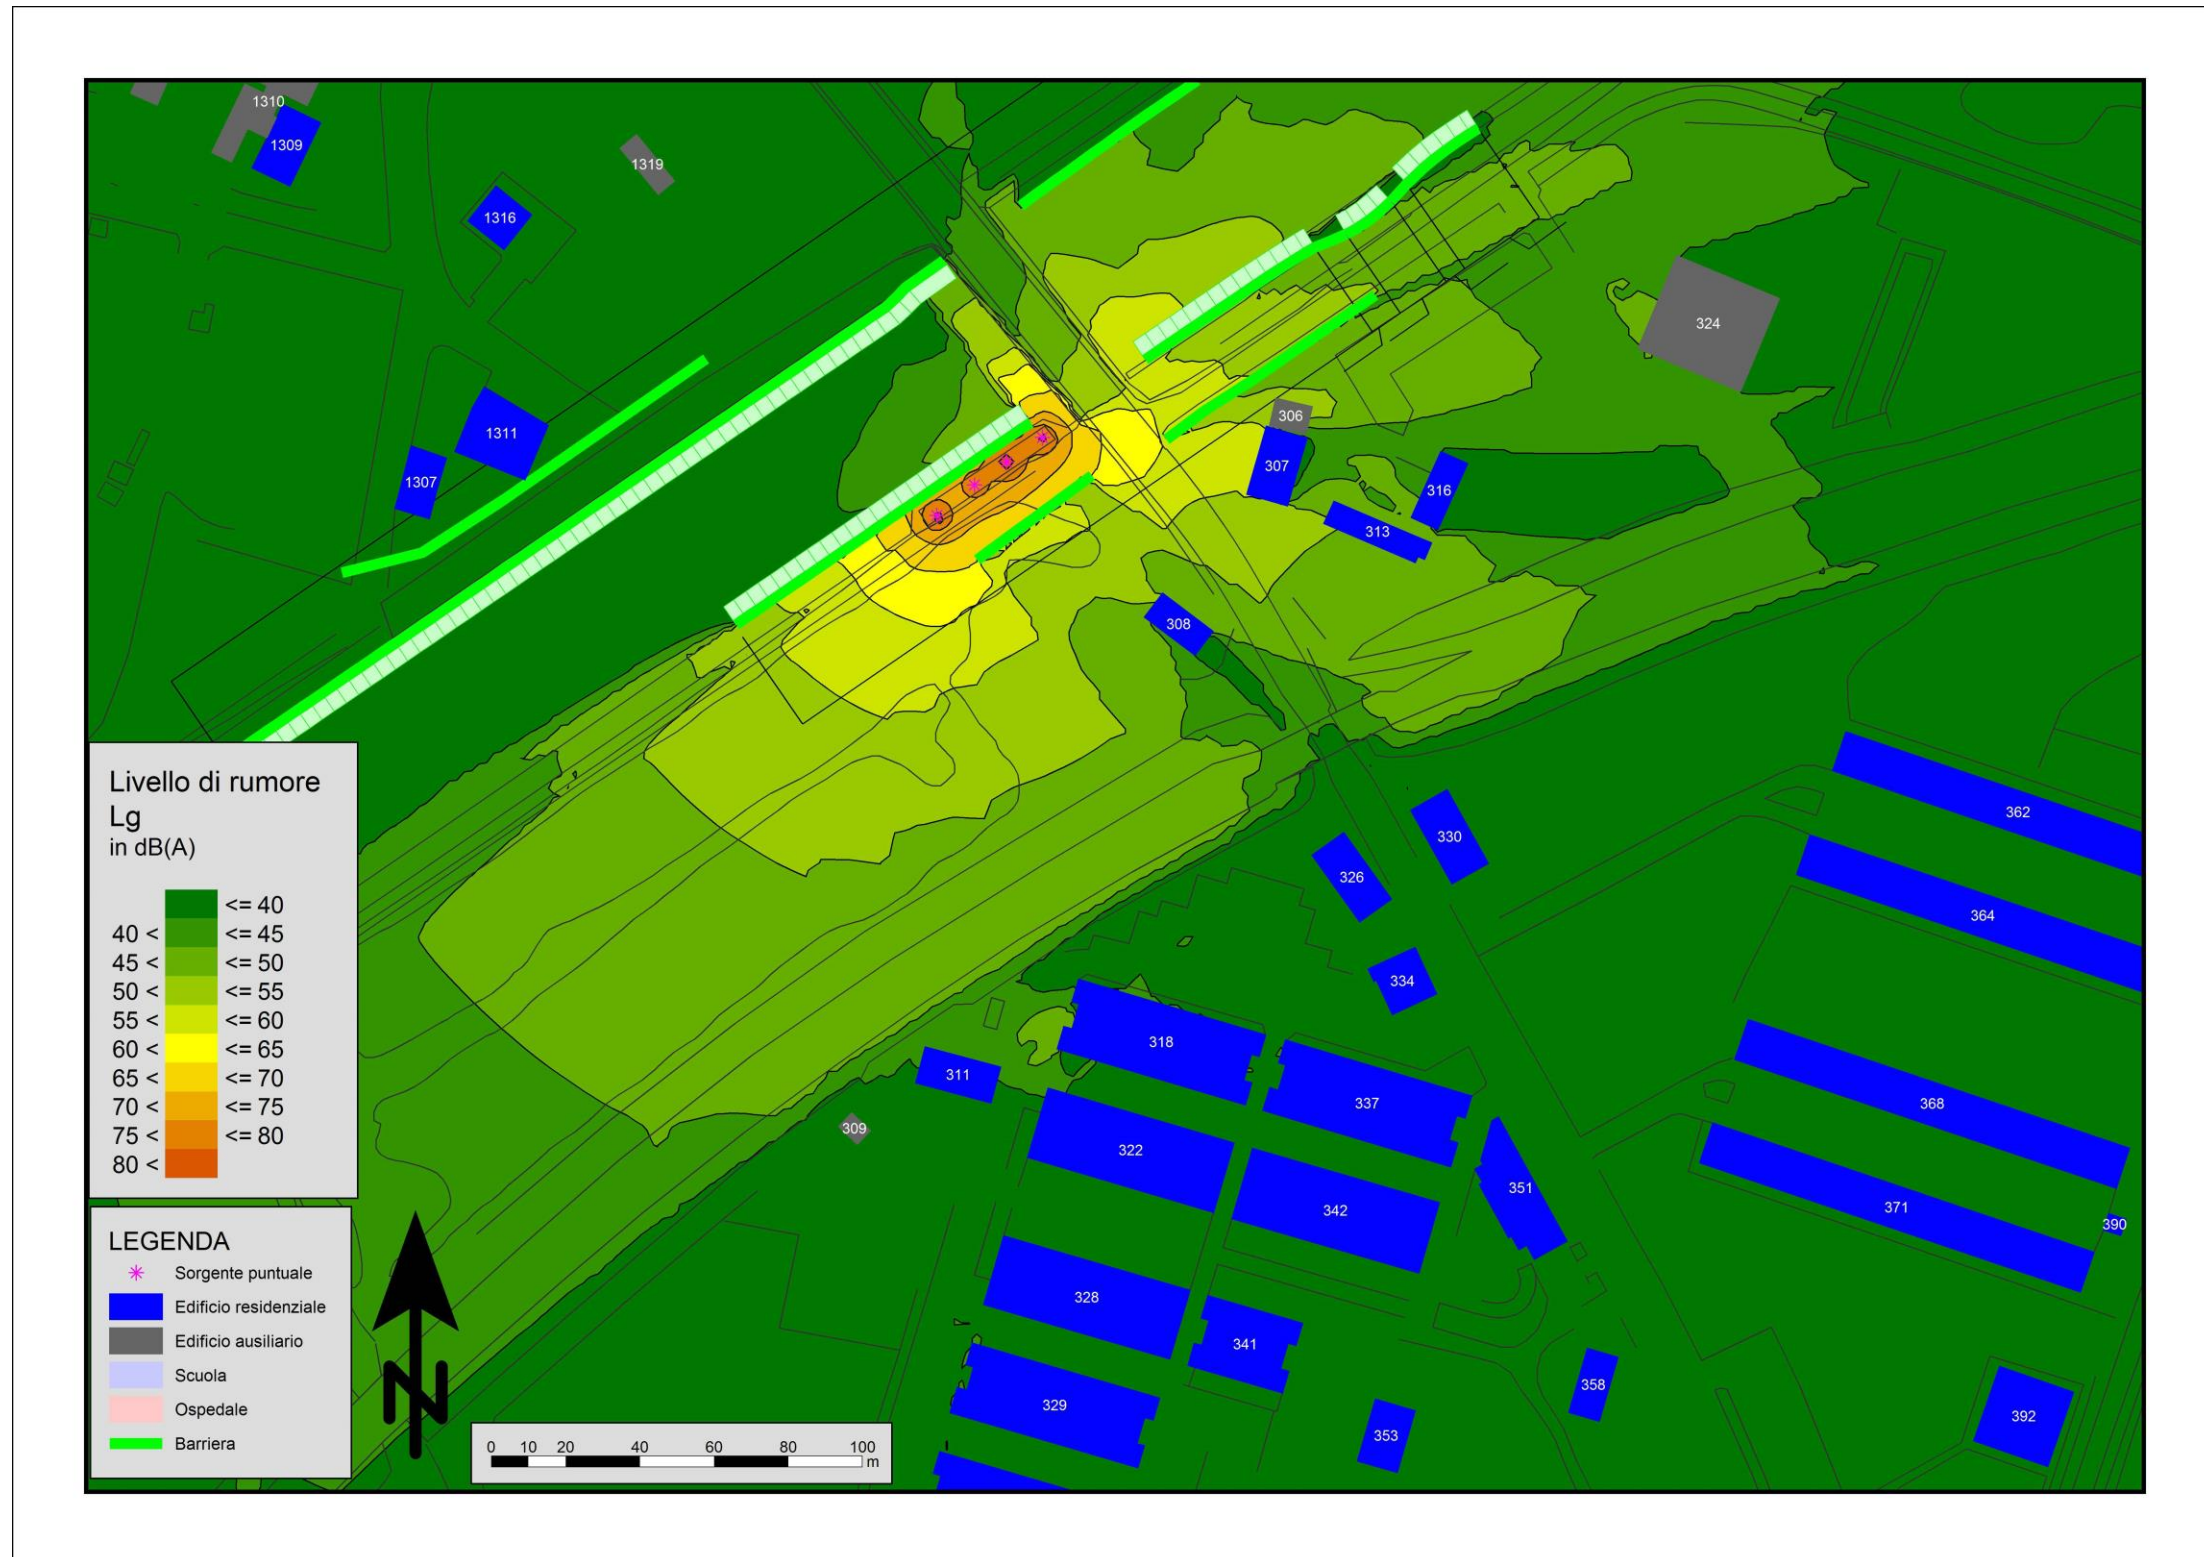 1310
1309
1319
1316
324
306
1311
307
1307
316
313
308
Livello di rumore
Lg
in dB(A)
<= 40
40 < <= 45
45 < <= 50
50 < <= 55
55 < <= 60
60 < <= 65
65 < <= 70
70 < <= 75
75 < <= 80
80 <
362
330
326
364
334
318
311
337
368
309
322
351
342
371
390
328
341
358
329
353
392
LEGENDA
Sorgente puntuale
Edificio residenziale
Edificio ausiliario
Scuola
Ospedale
Barriera
N
0 10 20 40 60 80 100
m